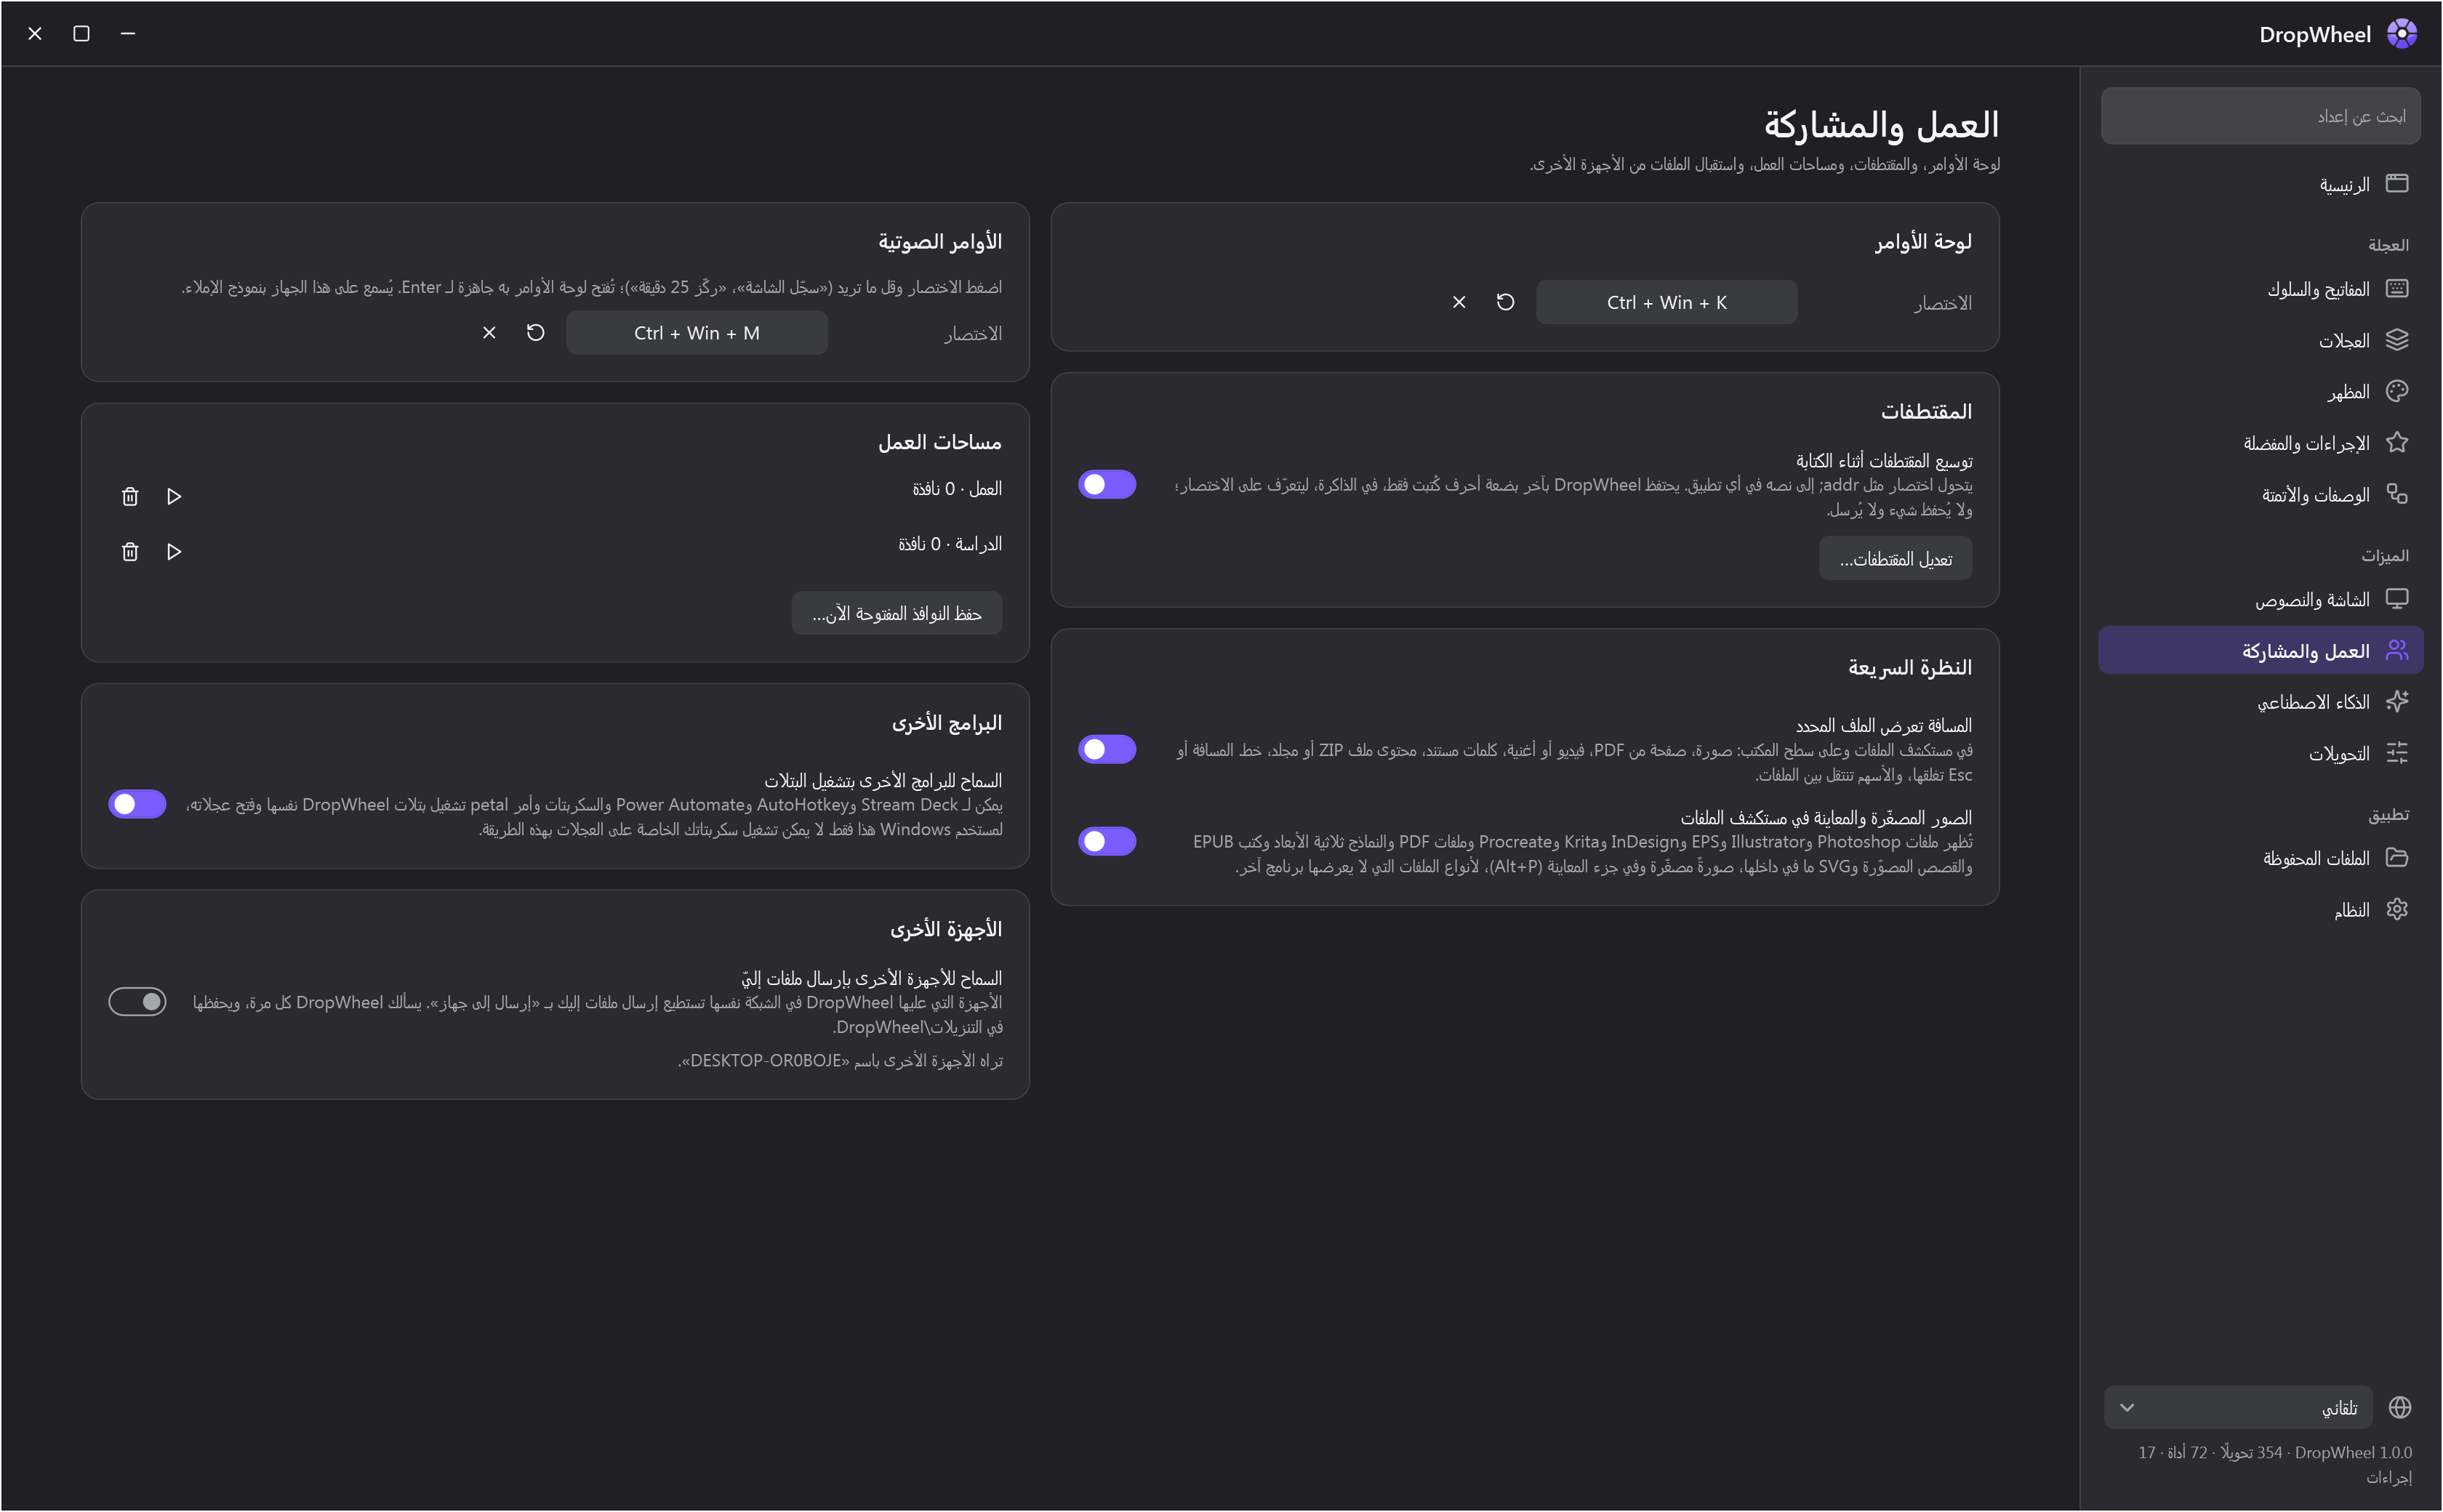 DropWheel
ابحث عن إعداد
الرئيسية
العجلة
المفاتيح والسلوك
العجلات
المظهر
الإجراءات والمفضلة
الوصفات والأتمتة
الميزات
الشاشة والنصوص
العمل والمشاركة
الذكاء الاصطناعي
التحويلات
تطبيق
الملفات المحفوظة
النظام
تلقائي
DropWheel 1.0.0 · 354 تحويلًا · 72 أداة · 17
إجراءات
العمل والمشاركة
لوحة الأوامر، والمقتطفات، ومساحات العمل، واستقبال الملفات من الأجهزة الأخرى.
لوحة الأوامر
الاختصار
Ctrl + Win + K
المقتطفات
توسيع المقتطفات أثناء الكتابة
يتحول اختصار مثل addr; إلى نصه في أي تطبيق. يحتفظ DropWheel بآخر بضعة أحرف كُتبت فقط، في الذاكرة، ليتعرّف على الاختصار؛
ولا يُحفظ شيء ولا يُرسل.
تعديل المقتطفات...
النظرة السريعة
المسافة تعرض الملف المحدد
في مستكشف الملفات وعلى سطح المكتب: صورة، صفحة من PDF، فيديو أو أغنية، كلمات مستند، محتوى ملف ZIP أو مجلد، خط. المسافة أو
Esc تغلقها، والأسهم تنتقل بين الملفات.
الصور المصغّرة والمعاينة في مستكشف الملفات
تُظهر ملفات Photoshop وIllustrator وEPS وInDesign وKrita وProcreate وملفات PDF والنماذج ثلاثية الأبعاد وكتب EPUB
والقصص المصوّرة وSVG ما في داخلها، صورةً مصغّرة وفي جزء المعاينة (Alt+P)، لأنواع الملفات التي لا يعرضها برنامج آخر.
الأوامر الصوتية
اضغط الاختصار وقل ما تريد («سجّل الشاشة»، «ركّز 25 دقيقة»)؛ تُفتح لوحة الأوامر به جاهزة لـ Enter. يُسمع على هذا الجهاز بنموذج الإملاء.
الاختصار
Ctrl + Win + M
مساحات العمل
العمل · 0 نافذة
الدراسة · 0 نافذة
حفظ النوافذ المفتوحة الآن...
البرامج الأخرى
السماح للبرامج الأخرى بتشغيل البتلات
يمكن لـ Stream Deck وAutoHotkey وPower Automate والسكربتات وأمر petal تشغيل بتلات DropWheel نفسها وفتح عجلاته،
لمستخدم Windows هذا فقط. لا يمكن تشغيل سكربتاتك الخاصة على العجلات بهذه الطريقة.
الأجهزة الأخرى
السماح للأجهزة الأخرى بإرسال ملفات إليّ
الأجهزة التي عليها DropWheel في الشبكة نفسها تستطيع إرسال ملفات إليك بـ «إرسال إلى جهاز». يسألك DropWheel كل مرة، ويحفظها
في التنزيلات\DropWheel.
تراه الأجهزة الأخرى باسم «DESKTOP-OR0BOJE».